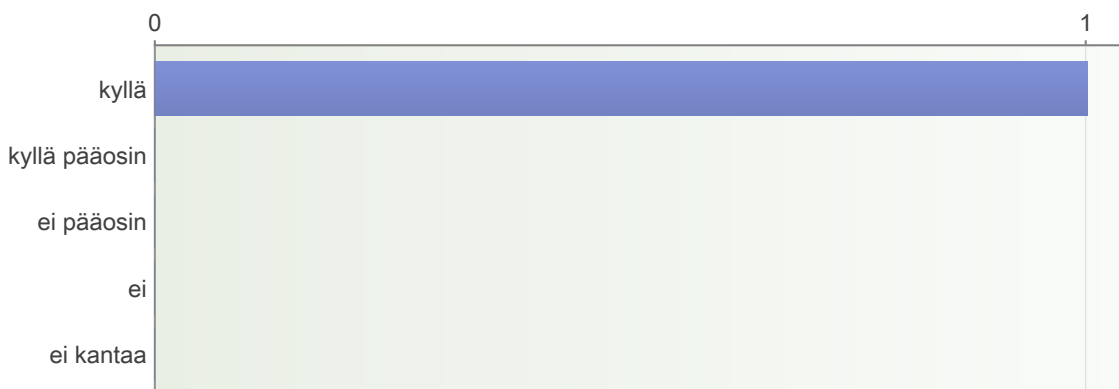 0 1
kyllä
kyllä pääosin
ei pääosin
ei
ei kantaa